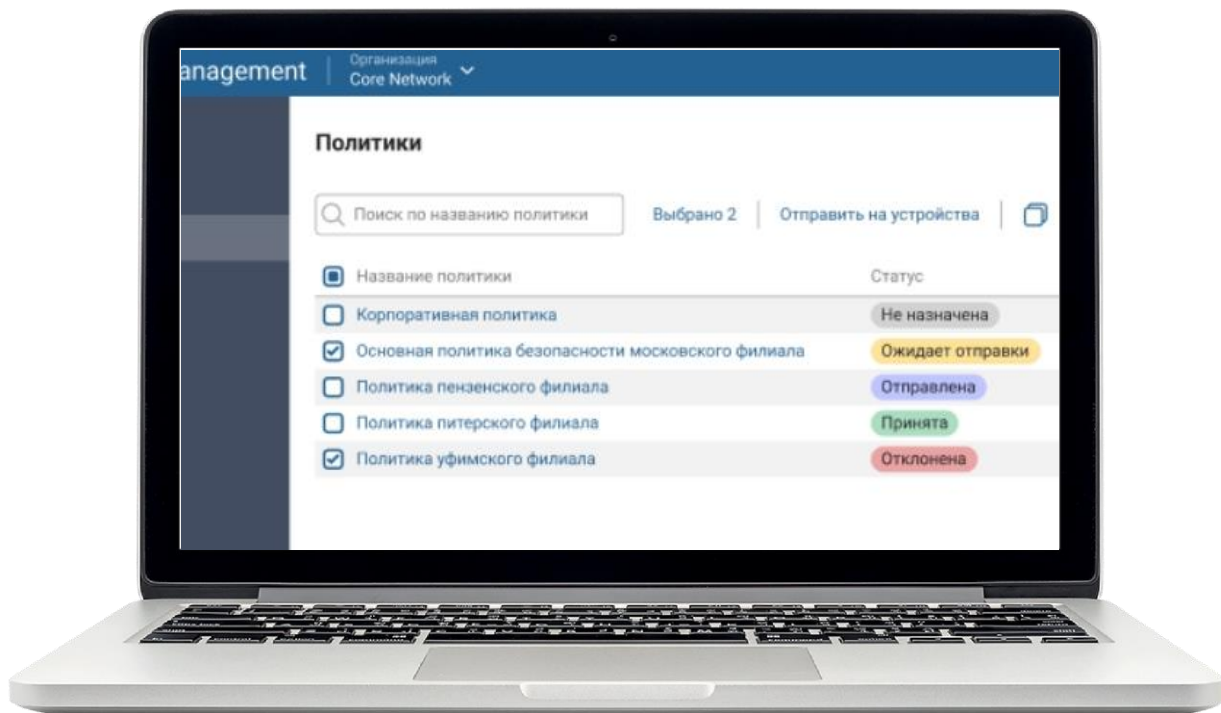 anagement
Организация
Core Network
Политики
Поиск по названию политики
Выбрано 2
Отправить на устройства
Название политики
Статус
Корпоративная политика
Не назначена
Основная политика безопасности московского филиала
Ожидает отправки
Политика пензенского филиала
Отправлена
Политика питерского филиала
Принята
Политика уфимского филиала
Отклонена